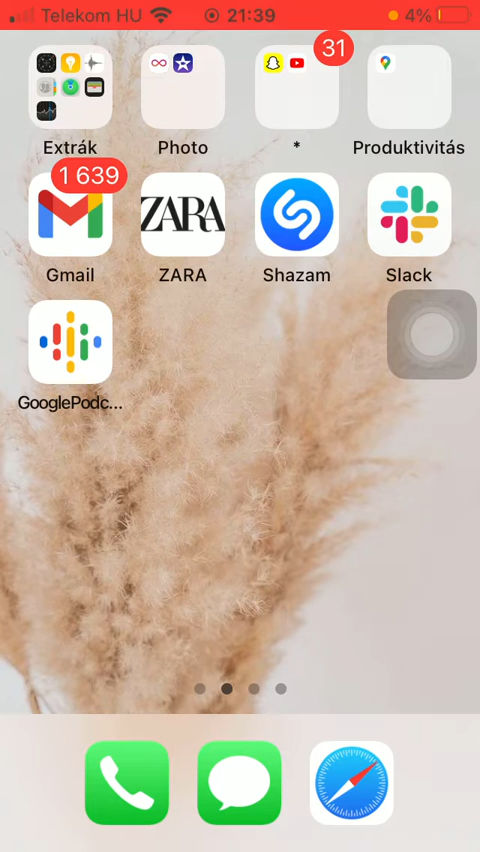 Telekom HU 21:39 4%
31
Extrák Photo * Produktivitás
1 639
ZARA
Gmail ZARA Shazam Slack
GooglePodc...